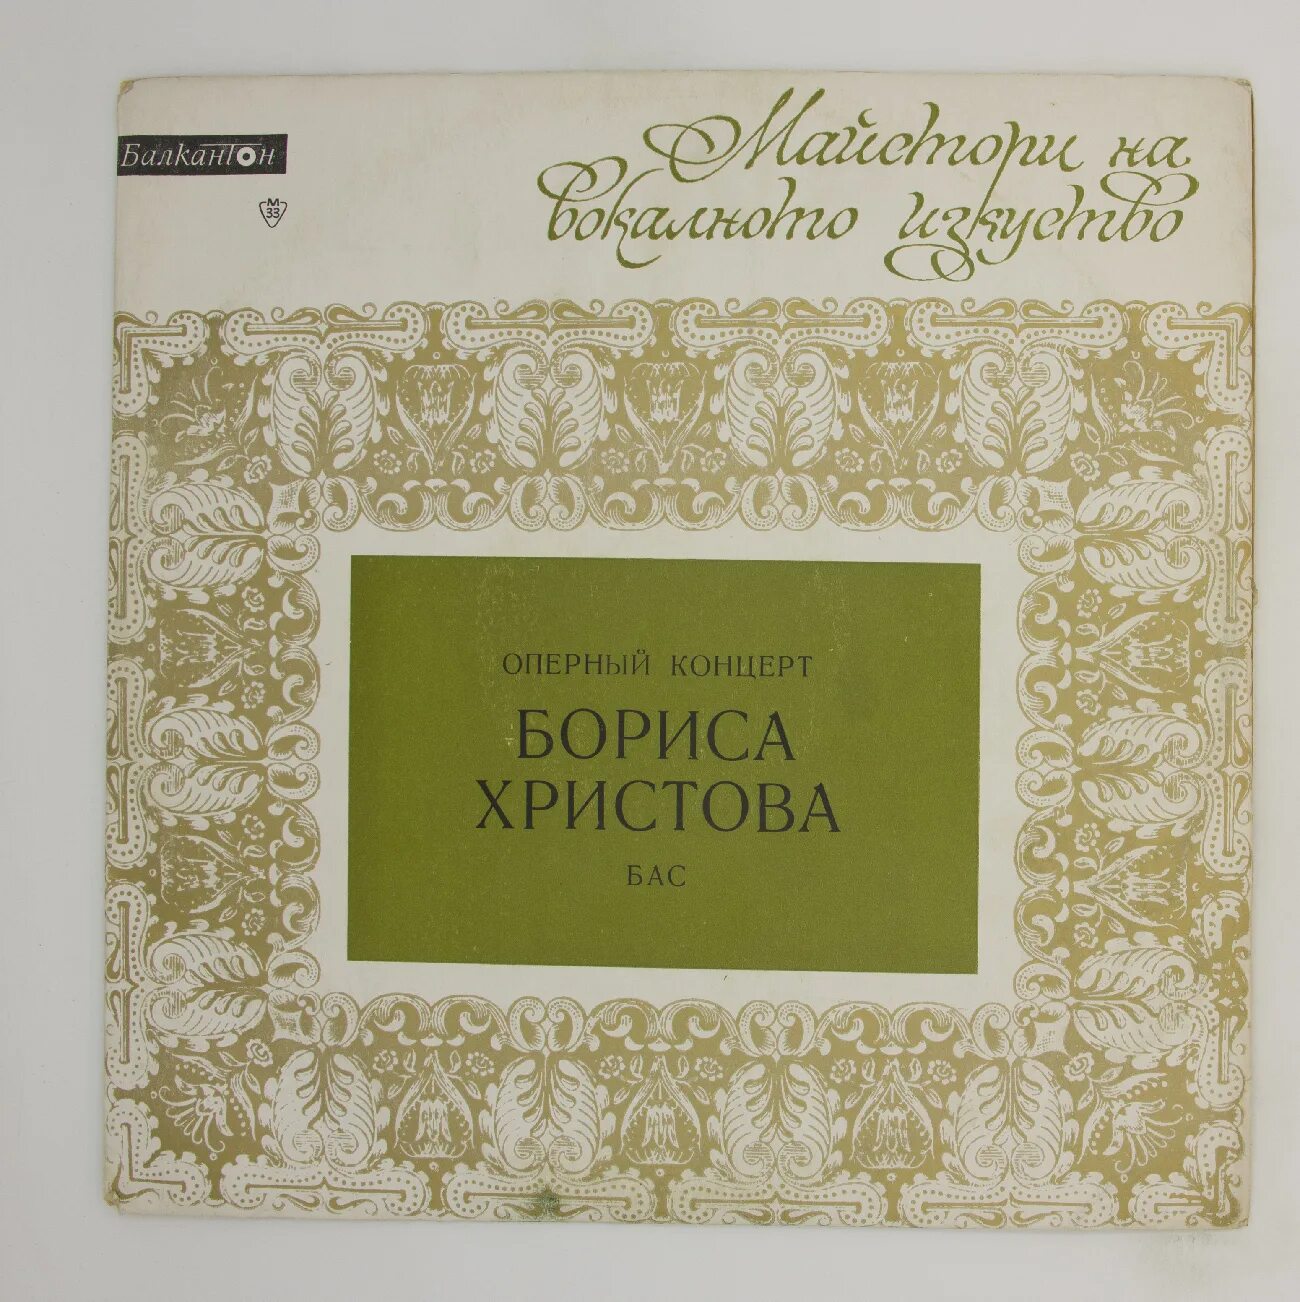 Балкантон
М
33
Майстори на
вокалното изкуство
ОПЕРНЫЙ КОНЦЕРТ
БОРИСА
ХРИСТОВА
БАС